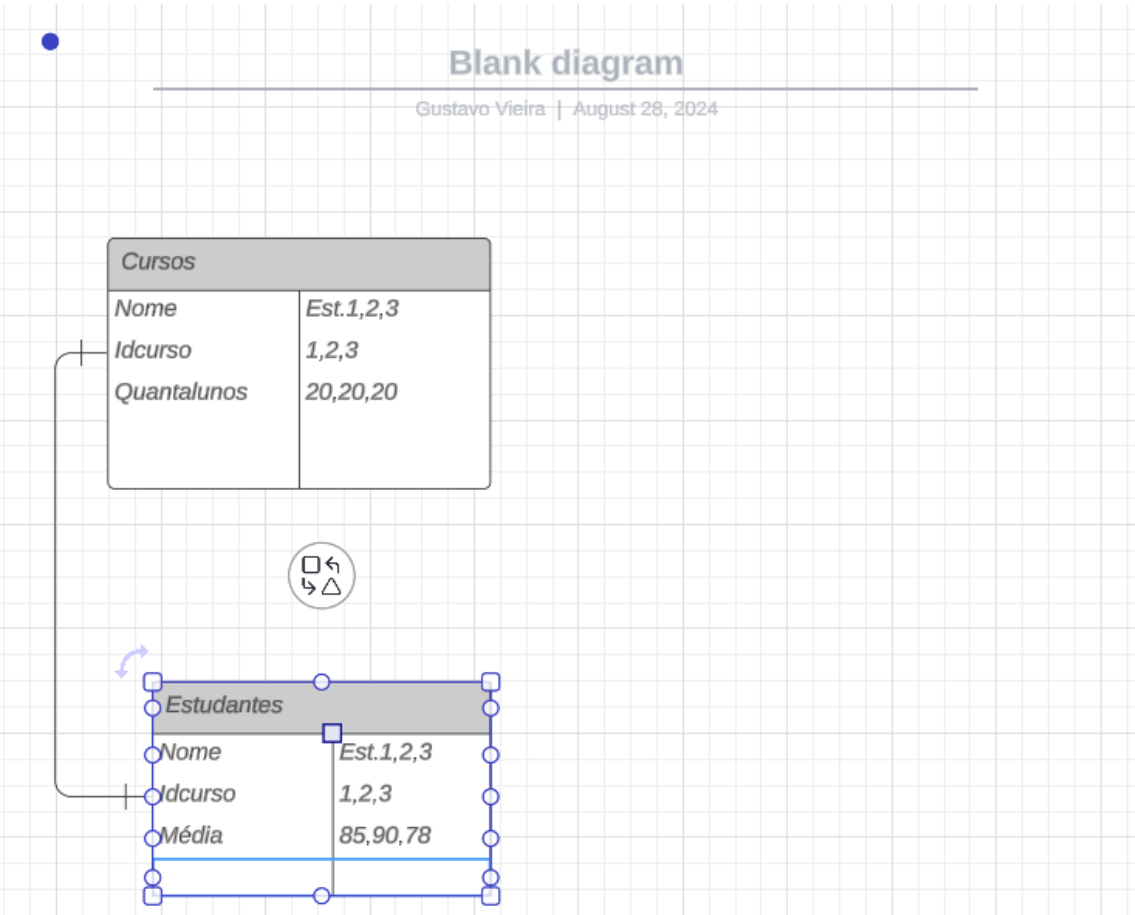 Blank diagram
Gustavo Vieira | August 28, 2024
Cursos
Nome Est.1,2,3
Idcurso 1,2,3
Quantalunos 20,20,20
Estudantes
Nome Est.1,2,3
Idcurso 1,2,3
Média 85,90,78